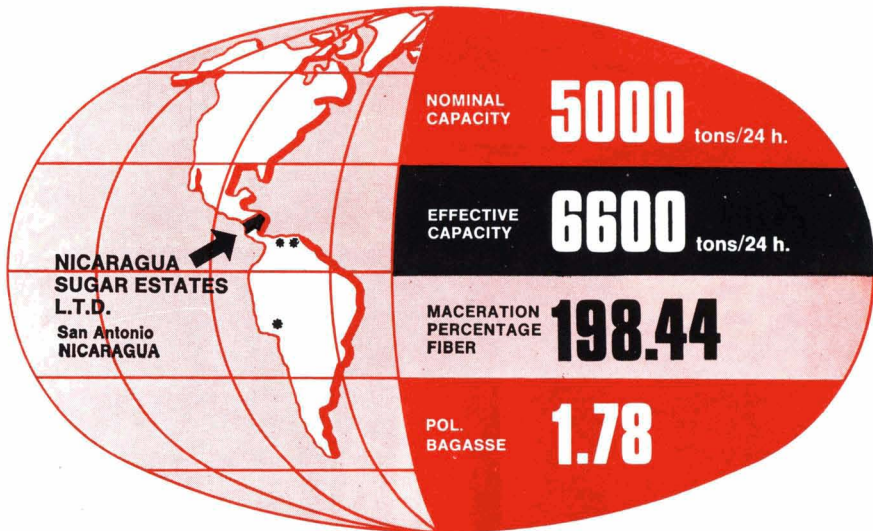 NOMINAL
CAPACITY
5000 tons/24 h.
EFFECTIVE
CAPACITY
6600 tons/24 h.
NICARAGUA
SUGAR ESTATES
L.T.D.
San Antonio
NICARAGUA
MACERATION
PERCENTAGE
FIBER
198.44
POL.
BAGASSE
1.78